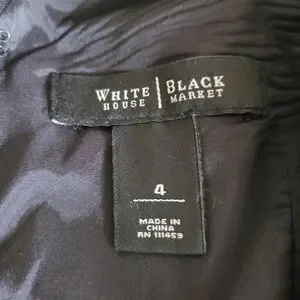 WHITE | BLACK
HOUSE | MARKET
4
MADE IN
CHINA
RN 111453